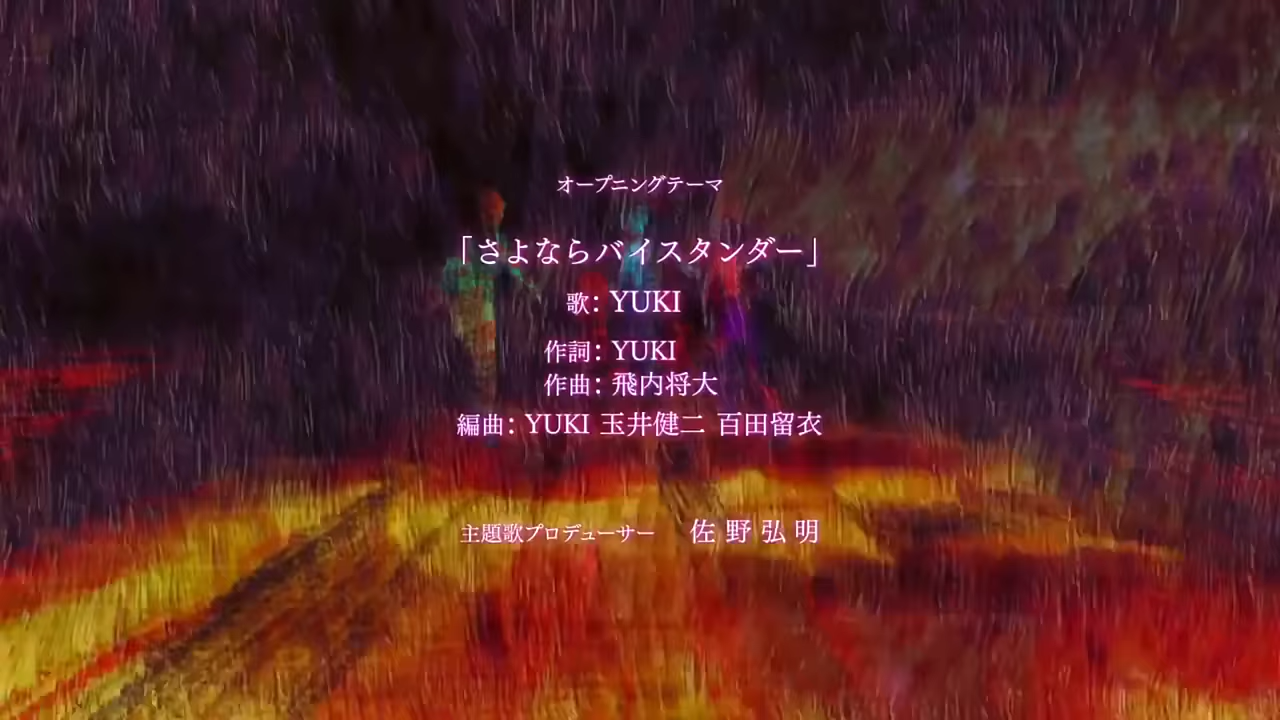 オープニングテーマ
「さよならバイスタンダー」
歌：YUKI
作詞：YUKI
作曲：飛内将大
編曲：YUKI 玉井健二 百田留衣
主題歌プロデューサー 佐野弘明